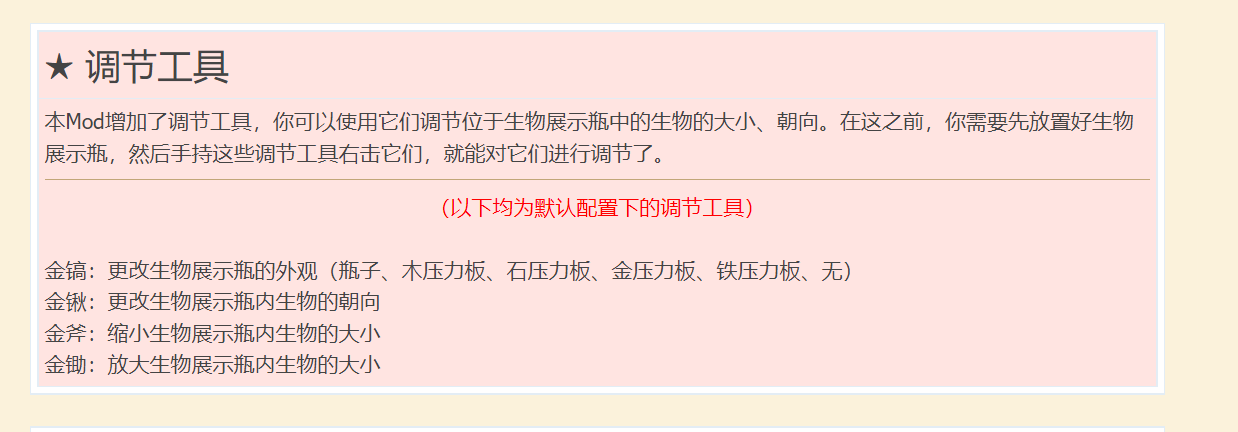 ★ 调节工具
本Mod增加了调节工具，你可以使用它们调节位于生物展示瓶中的生物的大小、朝向。在这之前，你需要先放置好生物
展示瓶，然后手持这些调节工具右击它们，就能对它们进行调节了。
（以下均为默认配置下的调节工具）
金镐：更改生物展示瓶的外观（瓶子、木压力板、石压力板、金压力板、铁压力板、无）
金锹：更改生物展示瓶内生物的朝向
金斧：缩小生物展示瓶内生物的大小
金锄：放大生物展示瓶内生物的大小